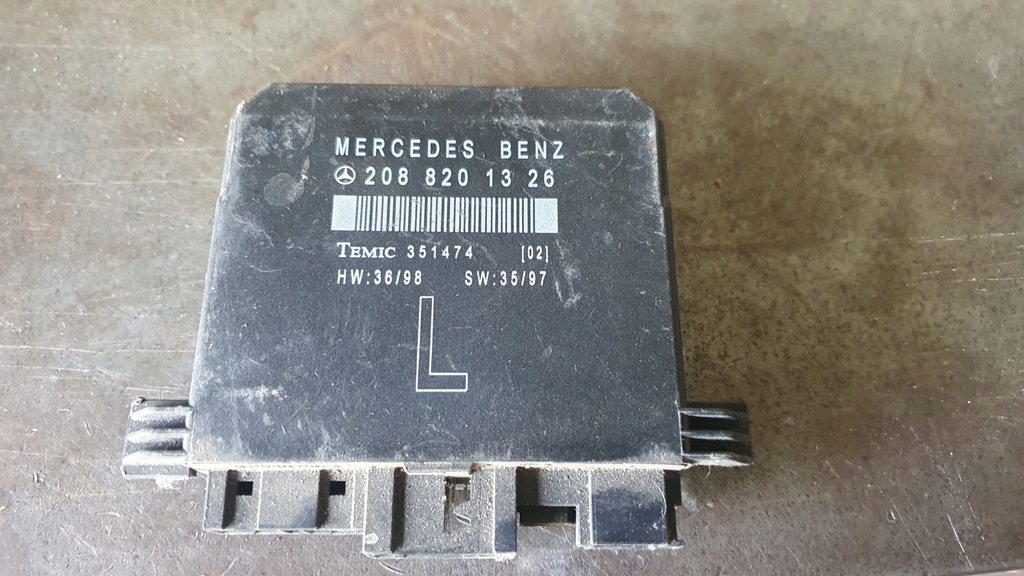 MERCEDES BENZ
208 820 13 26
TEMIC 351474 [02]
HW:36/98 SW:35/97
L